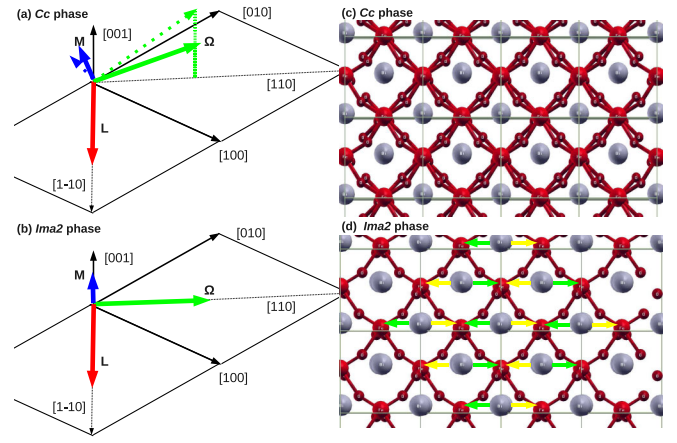 (a) Cc phase
[001]
[010]
M
Ω
[110]
L
[100]
[1-10]
(b) Ima2 phase
[010]
[001]
M
Ω
[110]
L
[100]
[1-10]
(c) Cc phase
(d) Ima2 phase